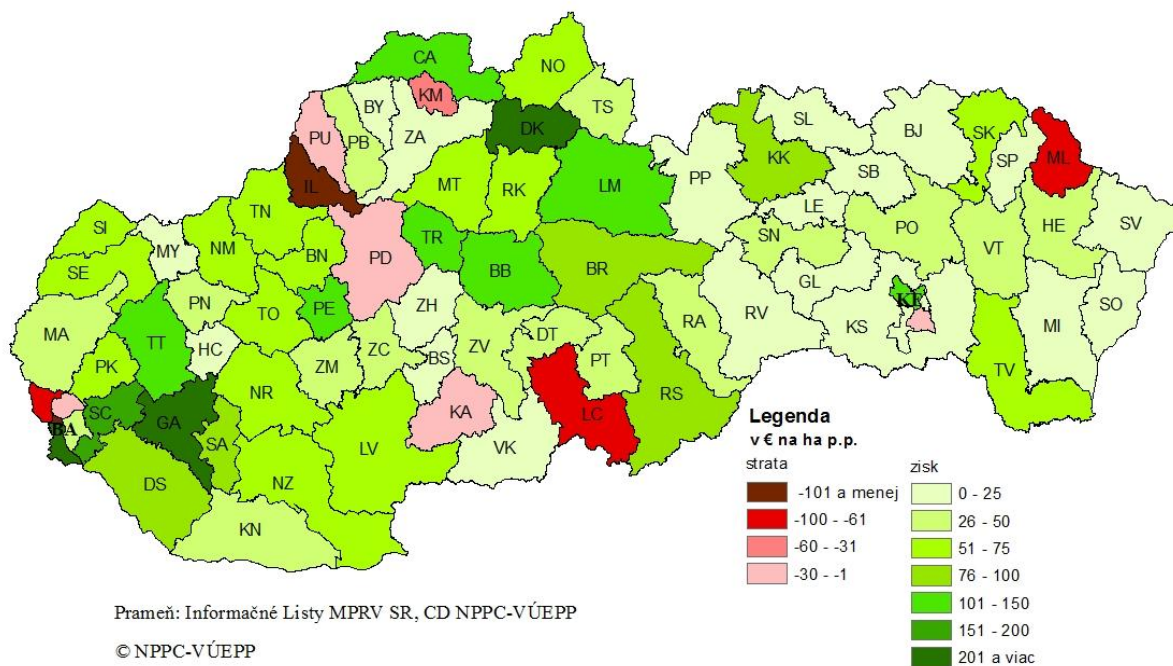 CA
NO
BY
KM
TS
PU
PB
ZA
DK
SL
BJ
SK
SP
ML
KK
IL
MT
RK
LM
PP
SB
LE
TN
SI
MY
NM
BN
PD
TR
BB
BR
SN
PO
VT
HE
SV
SE
PN
TO
PE
ZH
GL
KE
SO
MA
TT
HC
ZM
ZC
BS
ZV
DT
PT
RA
RV
KS
MI
PK
NR
KA
LC
RS
TV
SC
GA
SA
BA
LV
VK
DS
NZ
KN
Legenda
v € na ha p.p.
strata
zisk
-101 a menej
-100 - -61
-60 - -31
-30 - -1
0 - 25
26 - 50
51 - 75
76 - 100
101 - 150
151 - 200
201 a viac
Prameň: Informačné Listy MPRV SR, CD NPPC-VÚEPP
© NPPC-VÚEPP